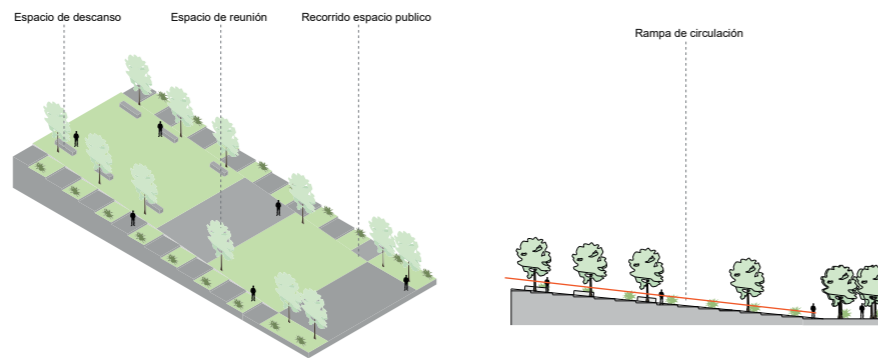 Espacio de descanso
Espacio de reunión
Recorrido espacio publico
Rampa de circulación